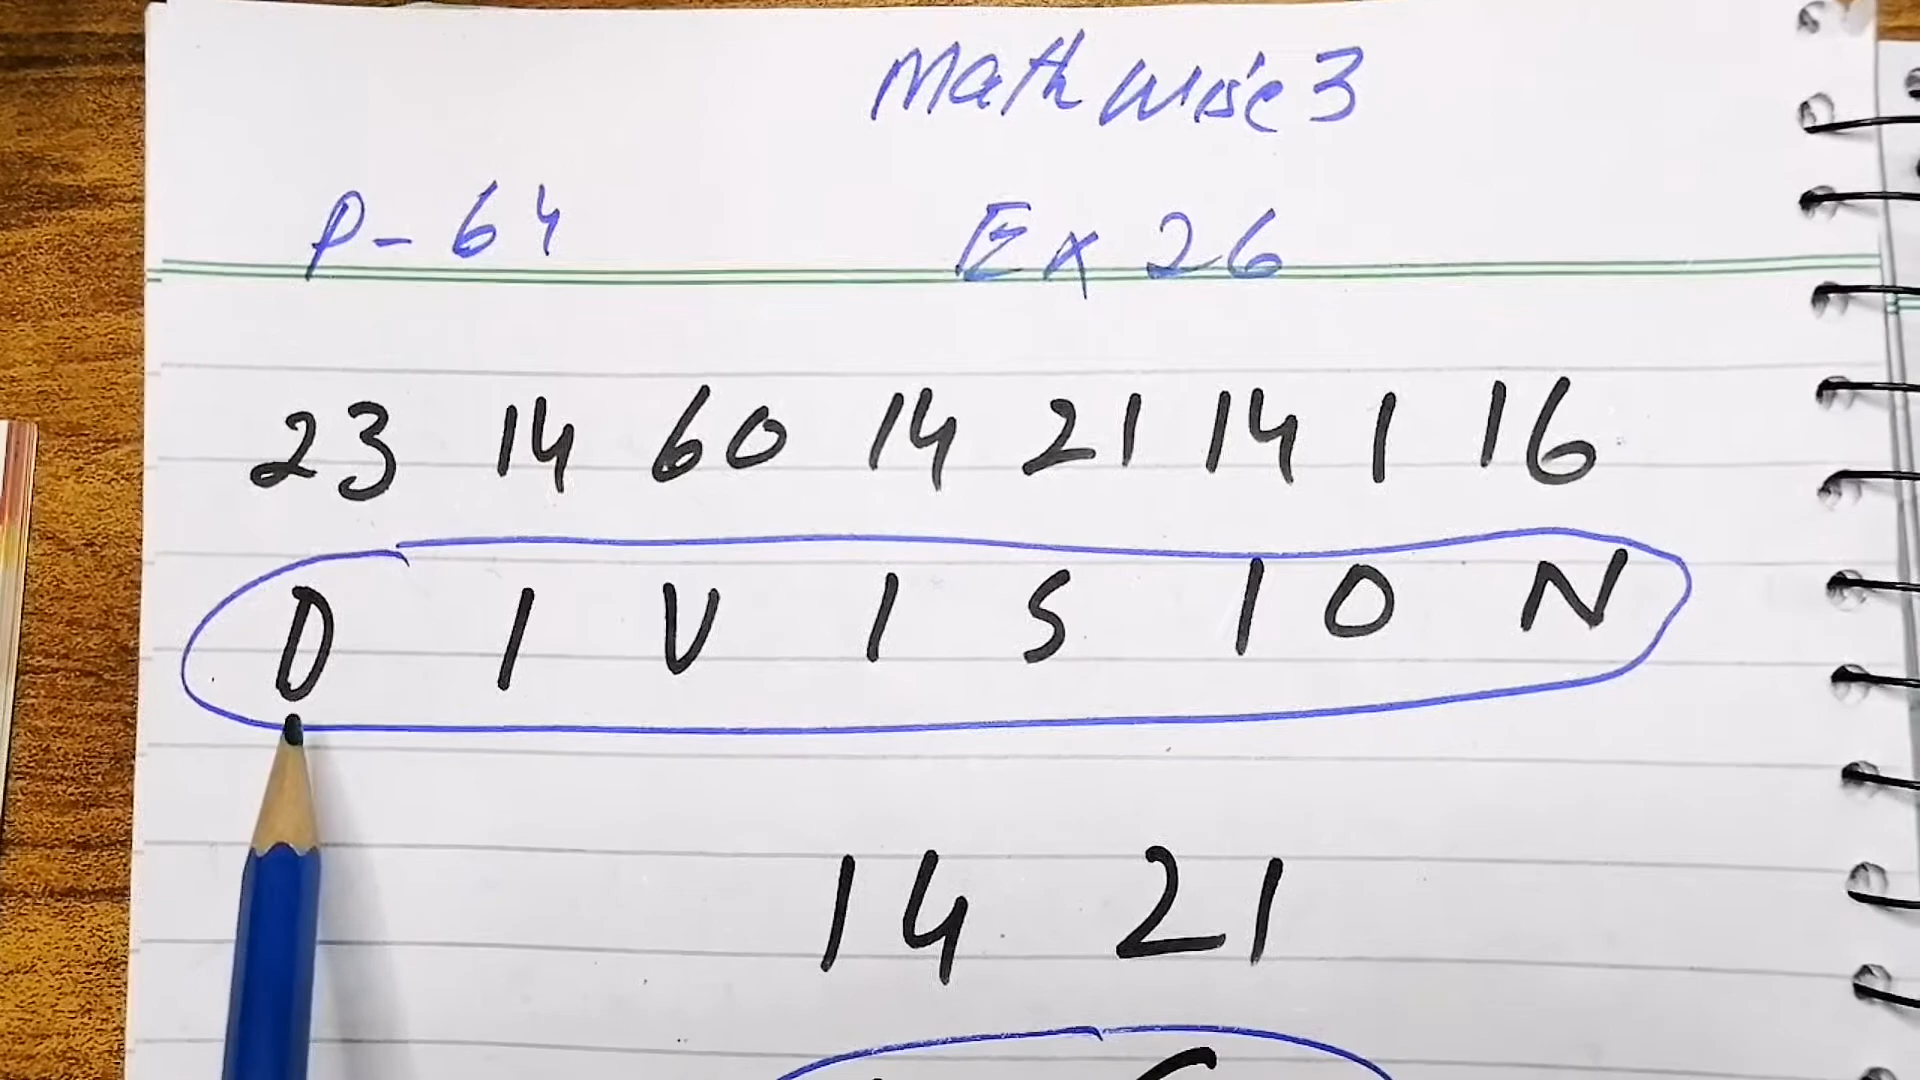 Math Wise 3
P-64 Ex 26
23 14 60 14 21 14 1 16
D I V I S I O N
14 21